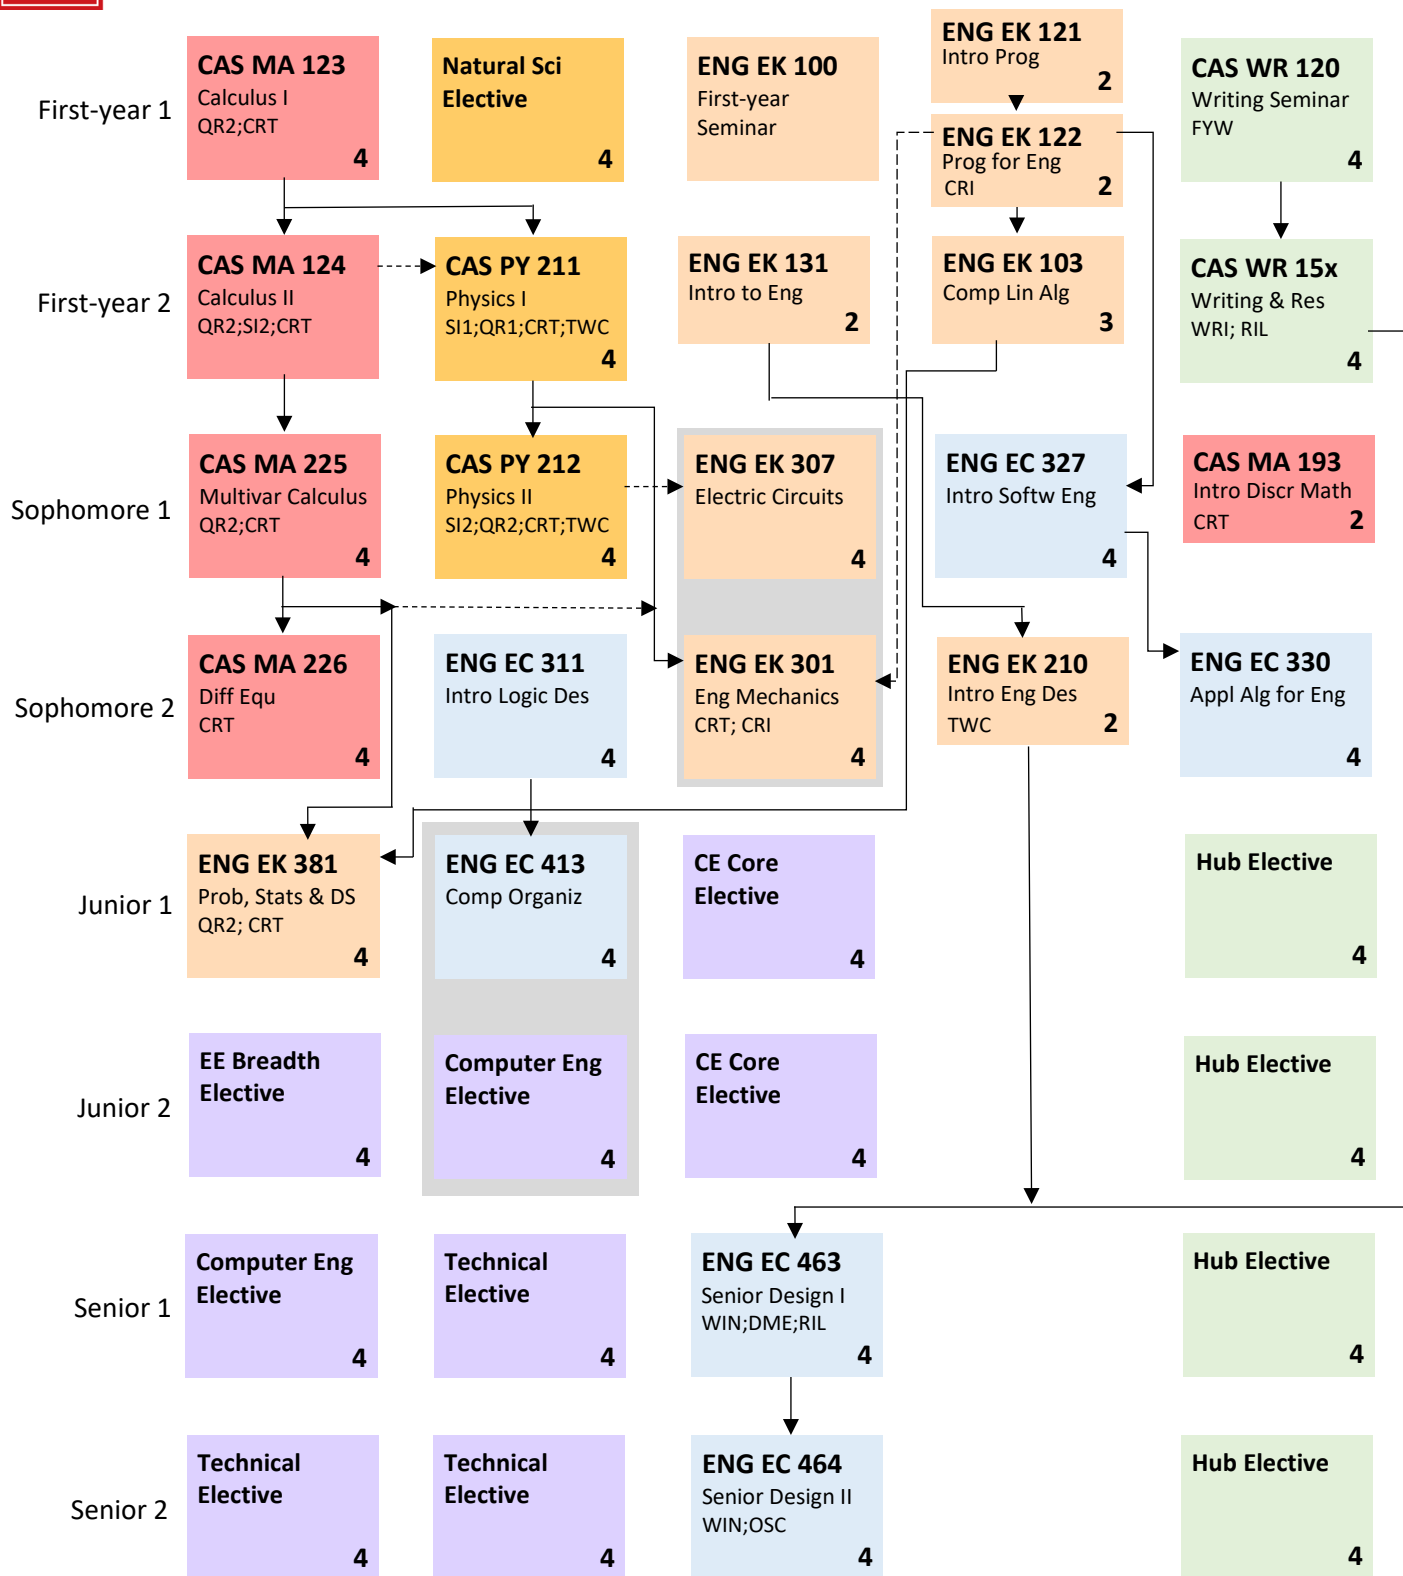 First-year 1
CAS MA 123
Calculus I
QR2;CRT
4
Natural Sci
Elective
4
ENG EK 100
First-year
Seminar
ENG EK 121
Intro Prog
2
ENG EK 122
Prog for Eng
CRI
2
CAS WR 120
Writing Seminar
FYW
4
First-year 2
CAS MA 124
Calculus II
QR2;SI2;CRT
CAS PY 211
Physics I
SI1;QR1;CRT;TWC
4
ENG EK 131
Intro to Eng
2
ENG EK 103
Comp Lin Alg
3
CAS WR 15x
Writing & Res
WRI; RIL
4
Sophomore 1
CAS MA 225
Multivar Calculus
QR2;CRT
4
CAS PY 212
Physics II
SI2;QR2;CRT;TWC
4
ENG EK 307
Electric Circuits
4
ENG EC 327
Intro Softw Eng
4
CAS MA 193
Intro Discr Math
CRT
2
Sophomore 2
CAS MA 226
Diff Equ
CRT
4
ENG EC 311
Intro Logic Des
4
ENG EK 301
Eng Mechanics
CRT; CRI
4
ENG EK 210
Intro Eng Des
TWC
2
ENG EC 330
Appl Alg for Eng
4
Junior 1
ENG EK 381
Prob, Stats & DS
QR2; CRT
4
ENG EC 413
Comp Organiz
4
CE Core
Elective
4
Hub Elective
4
Junior 2
EE Breadth
Elective
4
Computer Eng
Elective
4
CE Core
Elective
4
Hub Elective
4
Senior 1
Computer Eng
Elective
4
Technical
Elective
4
ENG EC 463
Senior Design I
WIN;DME;RIL
4
Hub Elective
4
Senior 2
Technical
Elective
4
Technical
Elective
4
ENG EC 464
Senior Design II
WIN;OSC
4
Hub Elective
4